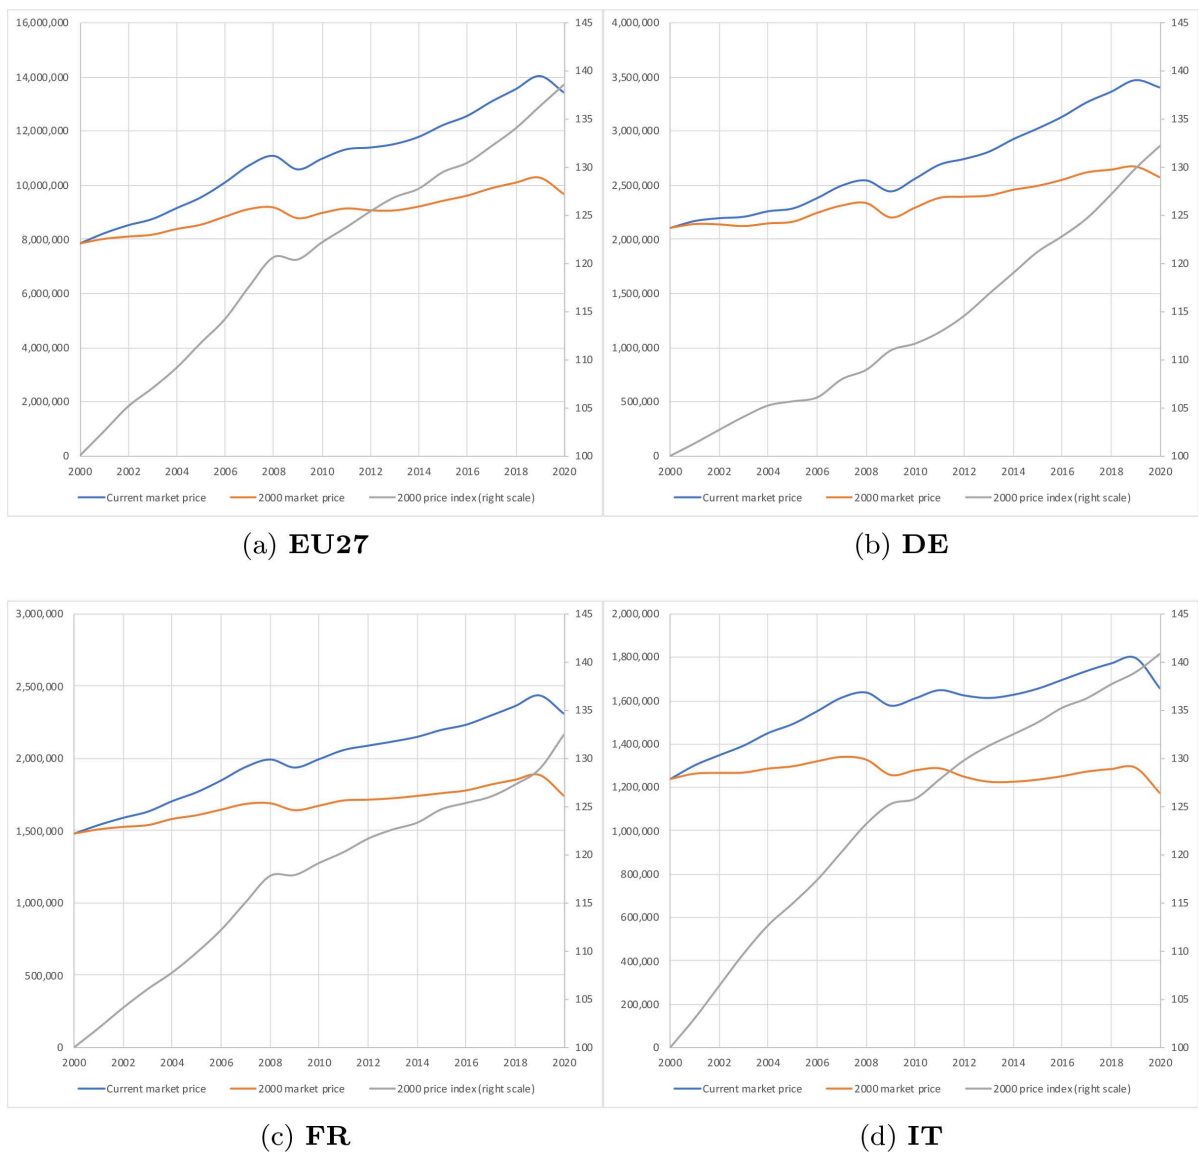 16,000,000 145 4,000,000 145
14,000,000 140 3,500,000 140
12,000,000 135 3,000,000 135
10,000,000 130 2,500,000 130
8,000,000 125 2,000,000 125
6,000,000 120 1,500,000 120
4,000,000 115 1,000,000 115
2,000,000 110 500,000 110
105 105
0 100 0 100
2000 2002 2004 2006 2008 2010 2012 2014 2016 2018 2020 2000 2002 2004 2006 2008 2010 2012 2014 2016 2018 2020
Current market price 2000 market price 2000 price index (right scale) Current market price 2000 market price 2000 price index (right scale)
(a) EU27 (b) DE
3,000,000 145 2,000,000 145
2,500,000 140 1,800,000 140
2,000,000 135 1,600,000 135
1,500,000 130 1,400,000 130
1,000,000 125 1,200,000 125
500,000 120 1,000,000 120
115 800,000 115
110 600,000 110
105 400,000 105
200,000
0 100 0 100
2000 2002 2004 2006 2008 2010 2012 2014 2016 2018 2020 2000 2002 2004 2006 2008 2010 2012 2014 2016 2018 2020
Current market price 2000 market price 2000 price index (right scale) Current market price 2000 market price 2000 price index (right scale)
(c) FR (d) IT